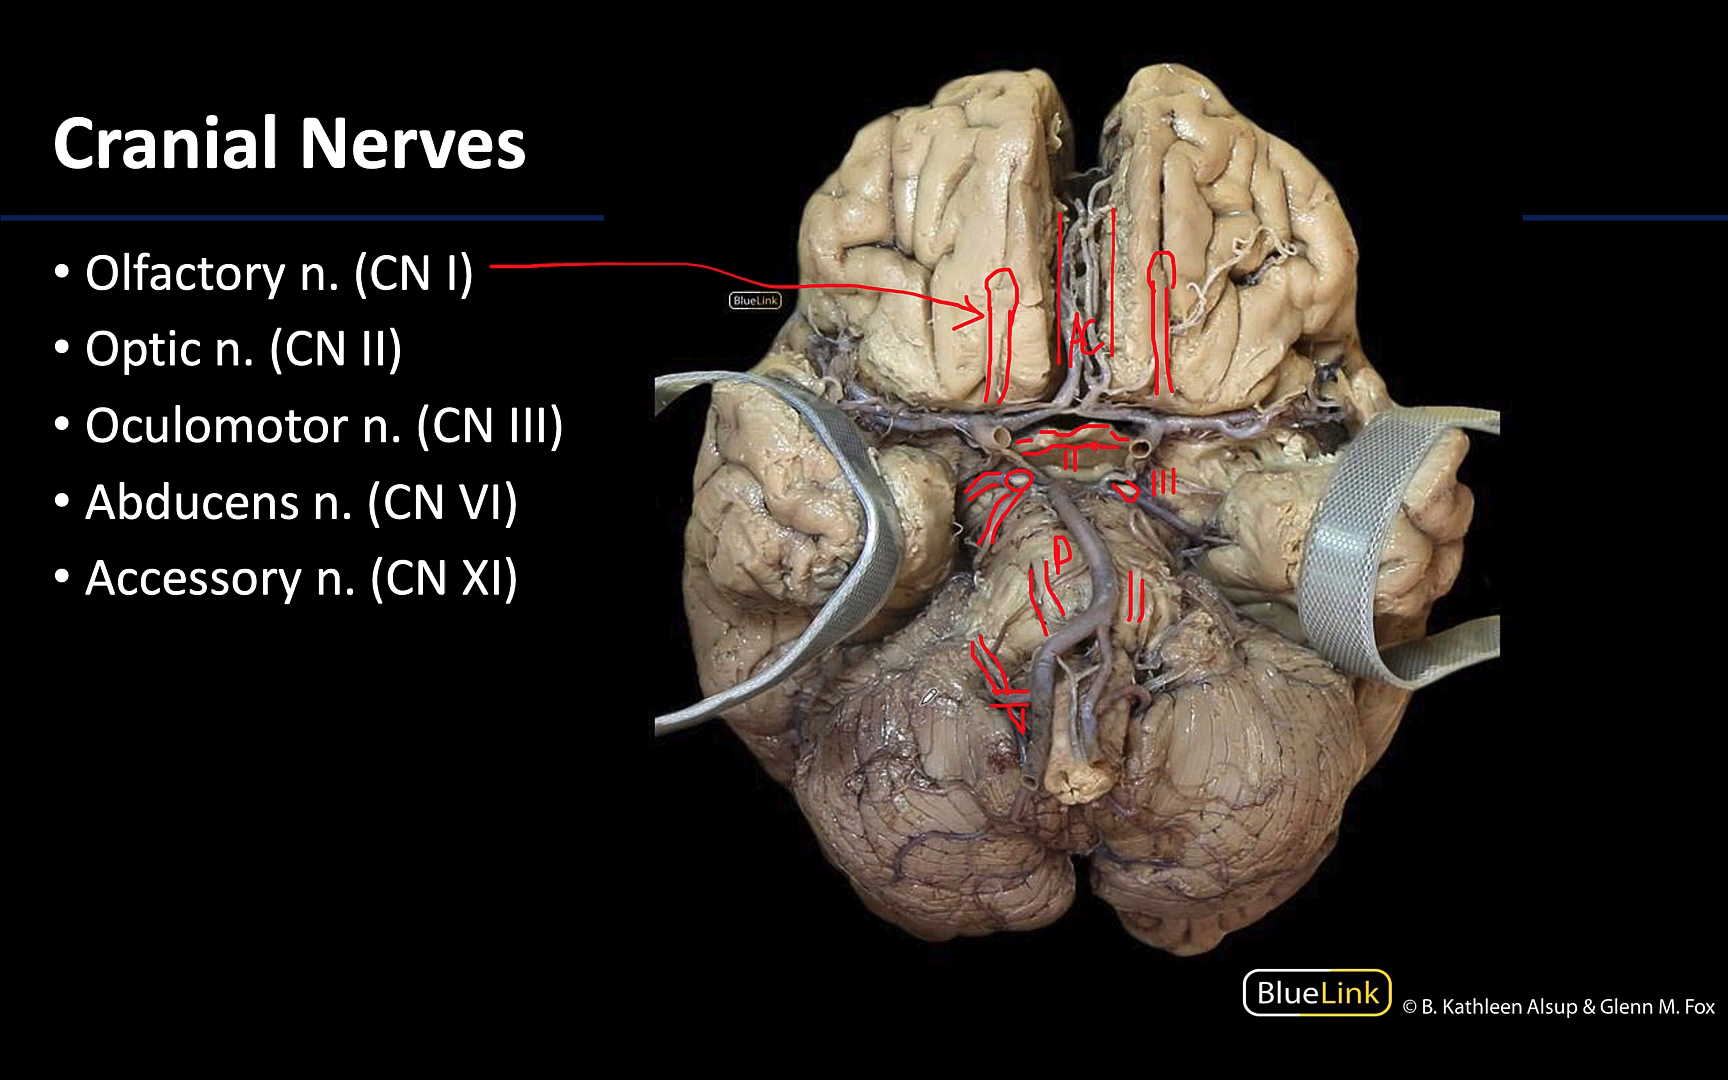 Cranial Nerves
• Olfactory n. (CN I)
• Optic n. (CN II)
• Oculomotor n. (CN III)
• Abducens n. (CN VI)
• Accessory n. (CN XI)
BlueLink
AC
II
III
P
BlueLink © B. Kathleen Alsup & Glenn M. Fox